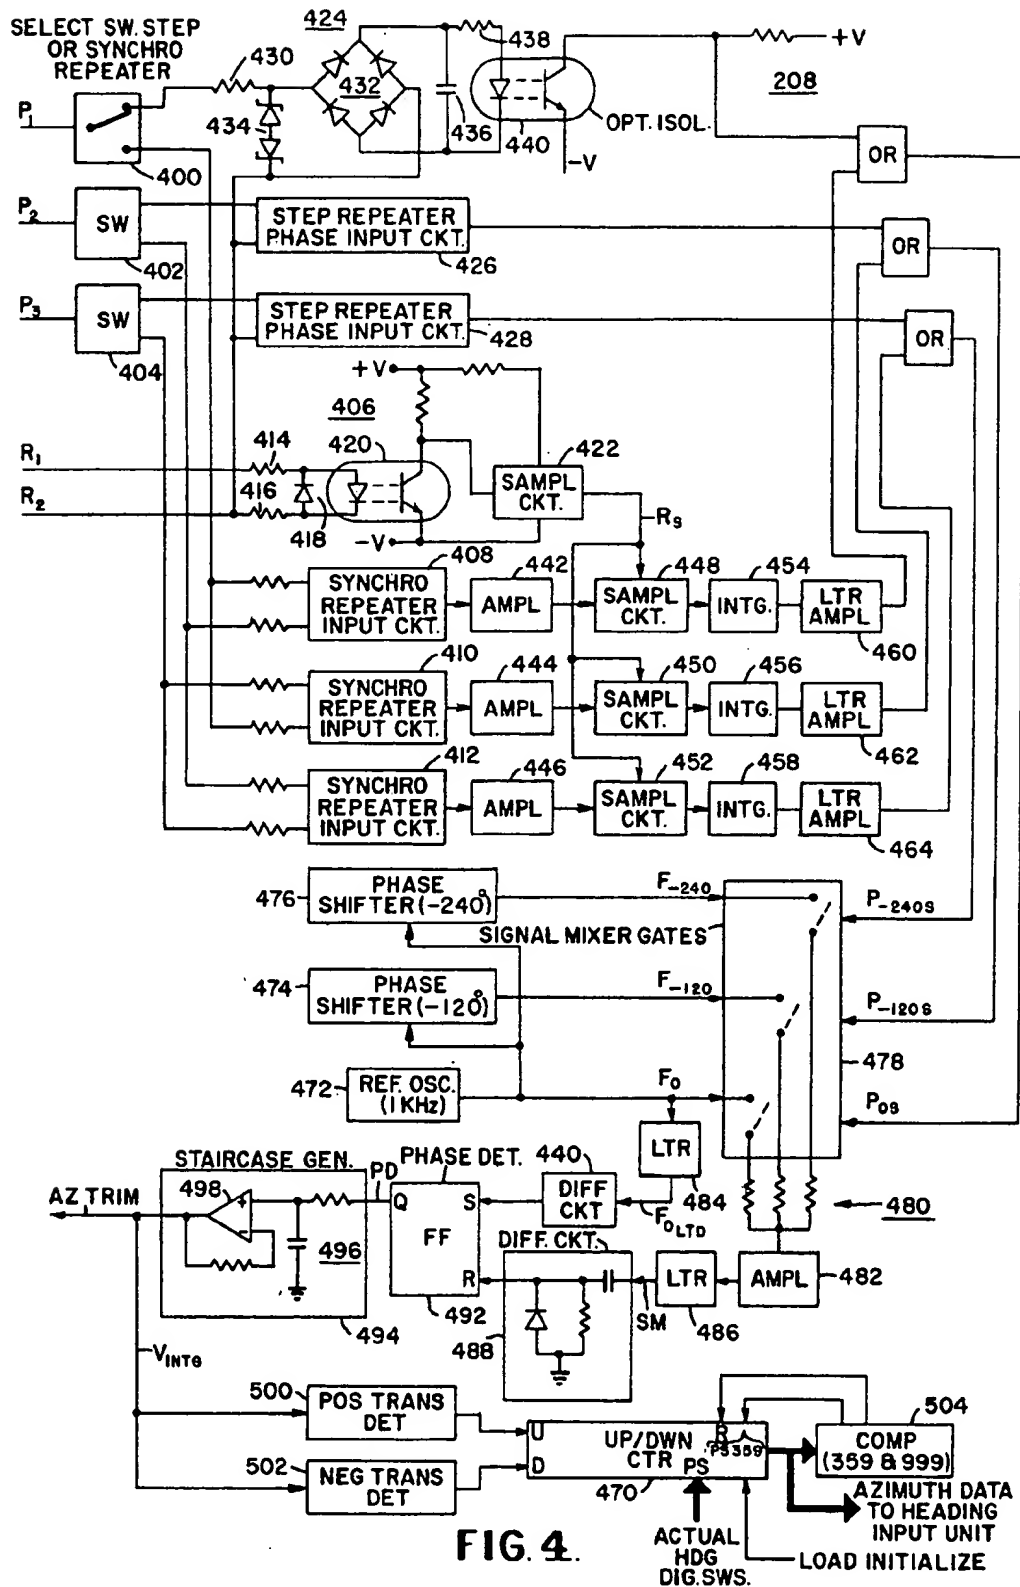 SELECT SW. STEP
OR SYNCHRO
REPEATER
424
430
432
434
436
438
440
OPT. ISOL.
+V
-V
208
P1
400
OR
P2
SW
402
STEP REPEATER
PHASE INPUT CKT.
426
OR
P3
SW
404
STEP REPEATER
PHASE INPUT CKT.
428
OR
+V
406
420
422
R1
414
SAMPL
CKT.
R2
416
418
-V
RS
408
SYNCHRO
REPEATER
INPUT CKT.
442
AMPL
448
SAMPL
CKT.
454
INTG.
LTR
AMPL
460
410
SYNCHRO
REPEATER
INPUT CKT.
444
AMPL
450
SAMPL
CKT.
456
INTG.
LTR
AMPL
462
412
SYNCHRO
REPEATER
INPUT CKT.
446
AMPL
452
SAMPL
CKT.
458
INTG.
LTR
AMPL
464
476
PHASE
SHIFTER (-240°)
F-240
SIGNAL MIXER GATES
P-240S
474
PHASE
SHIFTER (-120°)
F-120
P-120S
478
472
REF. OSC.
(1 KHz)
F0
P0S
LTR
484
STAIRCASE GEN.
PD
PHASE DET.
440
DIFF
CKT
F0LTD
480
AZ TRIM
498
+
-
496
494
Q
S
FF
R
492
DIFF. CKT.
488
SM
LTR
486
AMPL
482
VINTG
500
POS TRANS
DET
502
NEG TRANS
DET
U
D
UP/DWN
CTR
R
PS359
PS
470
504
COMP
(359 & 999)
AZIMUTH DATA
TO HEADING
INPUT UNIT
ACTUAL
HDG
DIG. SWS.
LOAD INITIALIZE
FIG. 4.